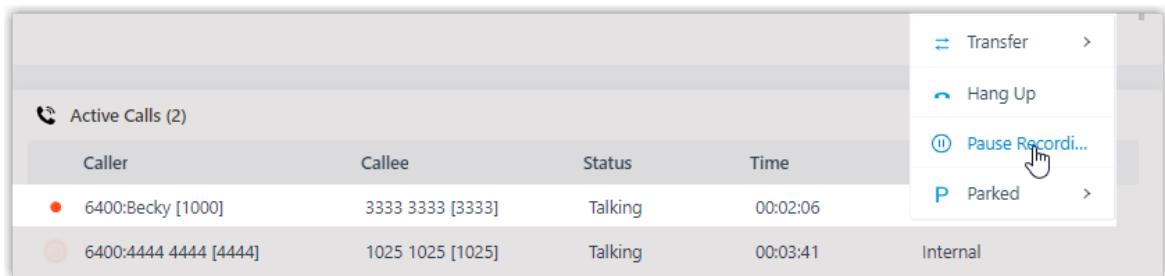 Transfer
Hang Up
Active Calls (2)
Pause Recordi...
Caller Callee Status Time
Parked
6400:Becky [1000] 3333 3333 [3333] Talking 00:02:06
6400:4444 4444 [4444] 1025 1025 [1025] Talking 00:03:41 Internal